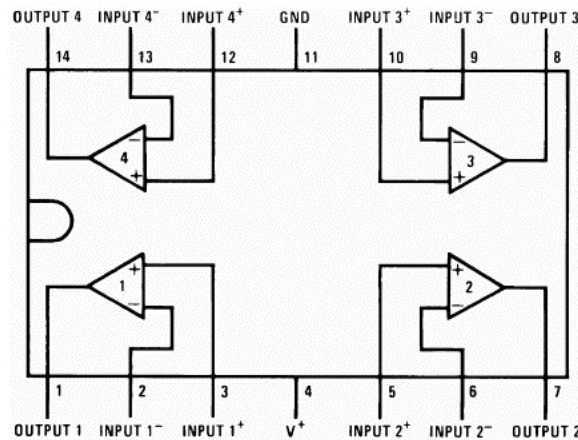 OUTPUT 4 INPUT 4⁻ INPUT 4⁺ GND INPUT 3⁺ INPUT 3⁻ OUTPUT 3
14 13 12 11 10 9 8
− −
4 3
+ +
+ +
1 2
− −
1 2 3 4 5 6 7
OUTPUT 1 INPUT 1⁻ INPUT 1⁺ V⁺ INPUT 2⁺ INPUT 2⁻ OUTPUT 2